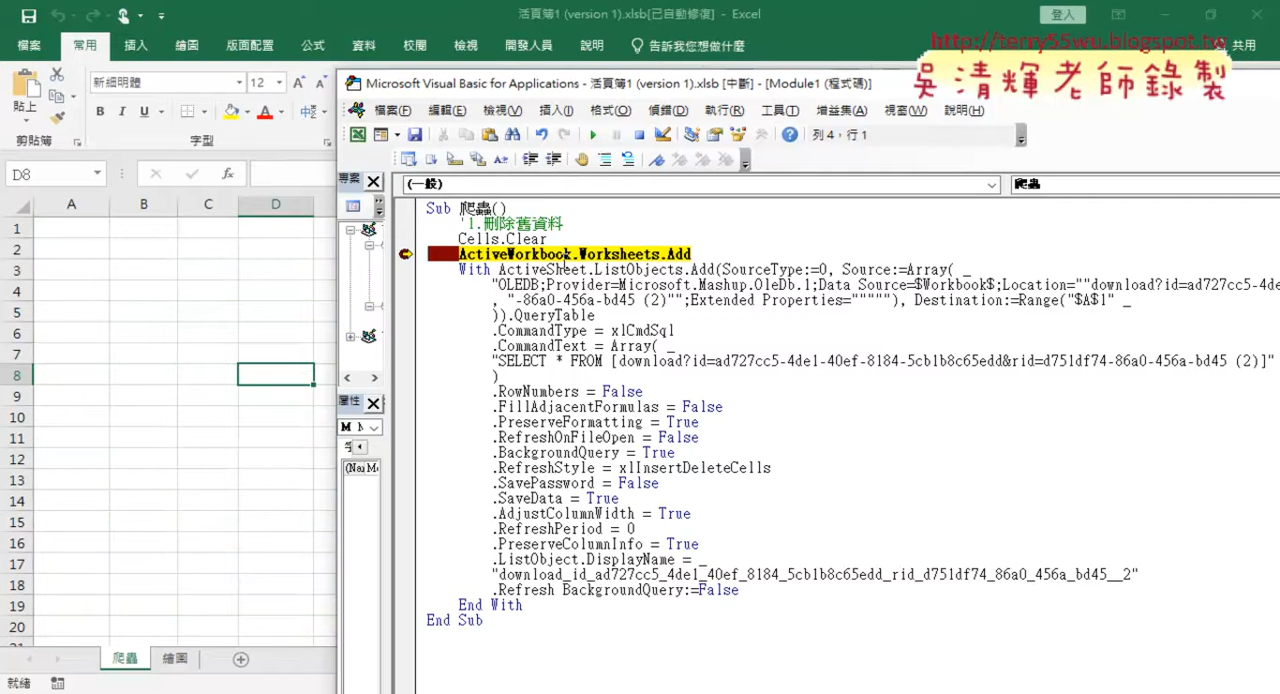 活頁簿1 (version 1).xlsb[已自動修復] - Excel
登入
檔案 常用 插入 繪圖 版面配置 公式 資料 校閱 檢視 開發人員 說明 告訴我您想做什麼 共用
http://terry55wu.blogspot.tw
吳清輝老師錄製
貼上
新細明體 12
B I U
剪貼簿 字型
D8
fx
A B C D
1
2
3
4
5
6
7
8
9
10
11
12
13
14
15
16
17
18
19
20
爬蟲 繪圖
就緒
Microsoft Visual Basic for Applications - 活頁簿1 (version 1).xlsb [中斷] - [Module1 (程式碼)]
檔案(F) 編輯(E) 檢視(V) 插入(I) 格式(O) 偵錯(D) 執行(R) 工具(T) 增益集(A) 視窗(W) 說明(H)
列 4，行 1
專案
屬性
(一般) 爬蟲
Sub 爬蟲()
'1.刪除舊資料
Cells.Clear
ActiveWorkbook.Worksheets.Add
With ActiveSheet.ListObjects.Add(SourceType:=0, Source:=Array( _
"OLEDB;Provider=Microsoft.Mashup.OleDb.1;Data Source=$Workbook$;Location=""download?id=ad727cc5-4de
, "-86a0-456a-bd45 (2)"";Extended Properties="""""), Destination:=Range("$A$1" _
)).QueryTable
.CommandType = xlCmdSql
.CommandText = Array( _
"SELECT * FROM [download?id=ad727cc5-4de1-40ef-8184-5cb1b8c65edd&rid=d751df74-86a0-456a-bd45 (2)]" _
)
.RowNumbers = False
.FillAdjacentFormulas = False
.PreserveFormatting = True
.RefreshOnFileOpen = False
.BackgroundQuery = True
.RefreshStyle = xlInsertDeleteCells
.SavePassword = False
.SaveData = True
.AdjustColumnWidth = True
.RefreshPeriod = 0
.PreserveColumnInfo = True
.ListObject.DisplayName = _
"download_id_ad727cc5_4de1_40ef_8184_5cb1b8c65edd_rid_d751df74_86a0_456a_bd45__2"
.Refresh BackgroundQuery:=False
End With
End Sub